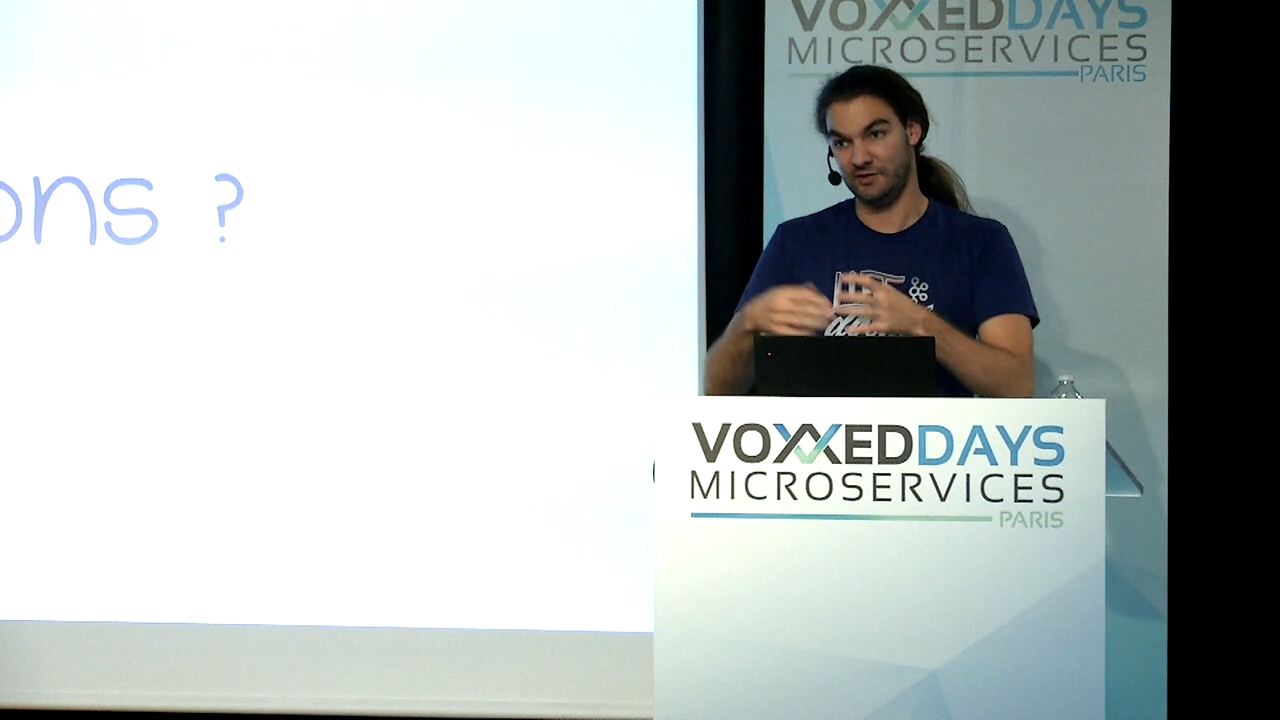 VOXXEDDAYS
MICROSERVICES
PARIS
ons ?
VOXXEDDAYS
MICROSERVICES
PARIS